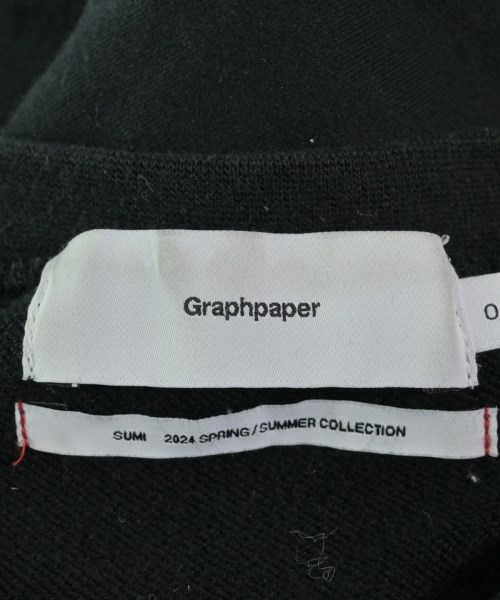 Graphpaper
O
SUMI 2024 SPRING / SUMMER COLLECTION